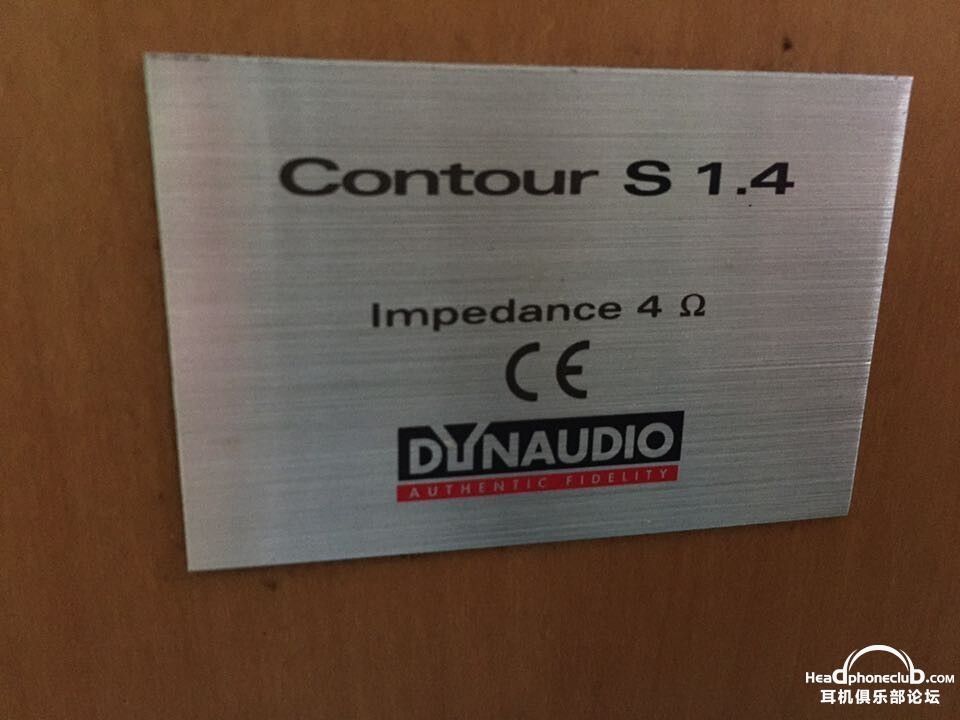 Contour S 1.4
Impedance 4 Ω
CE
DYNAUDIO
AUTHENTIC FIDELITY
HeadphoneclUb.com
耳机俱乐部论坛